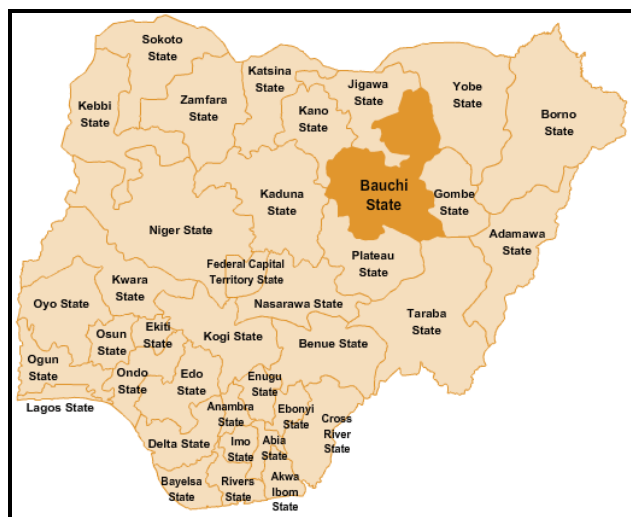 Sokoto
State
Katsina
State
Jigawa
State
Yobe
State
Kebbi
State
Zamfara
State
Kano
State
Borno
State
Bauchi
State
Kaduna
State
Gombe
State
Niger State
Adamawa
State
Plateau
State
Federal Capital
Territory State
Kwara
State
Nasarawa State
Oyo State
Taraba
State
Osun
State
Ekiti
State
Kogi State
Benue State
Ogun
State
Ondo
State
Edo
State
Enugu
State
Lagos State
Anambra
State
Ebonyi
State
Cross
River
State
Delta State
Imo
State
Abia
State
Bayelsa
State
Rivers
State
Akwa
Ibom
State